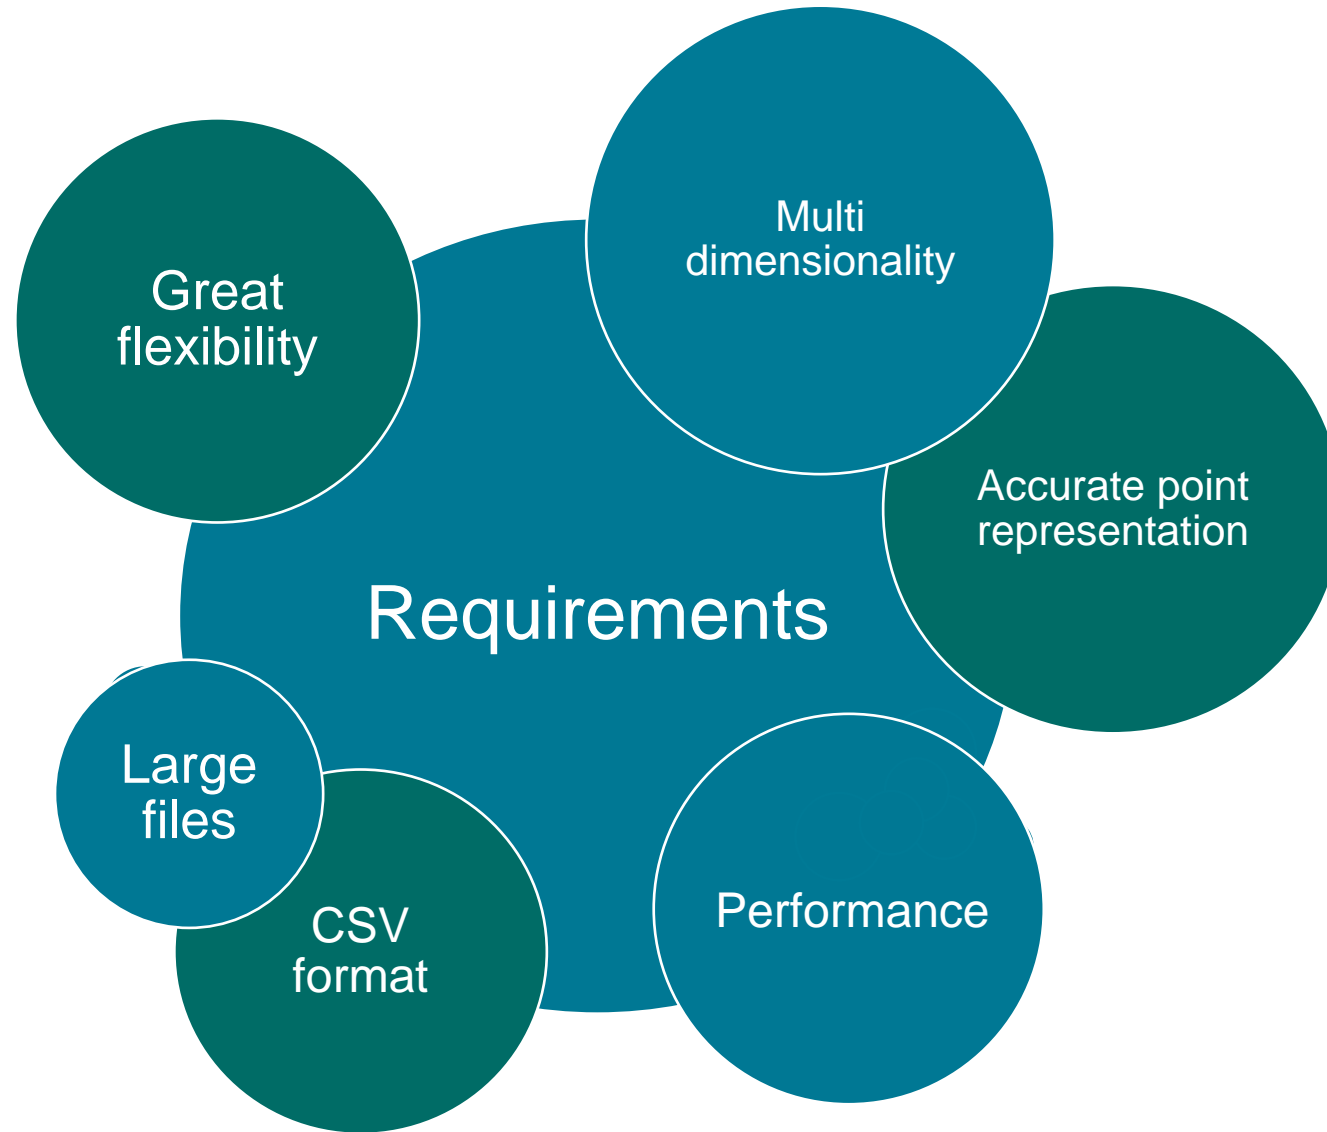 Multi
dimensionality
Great
flexibility
Accurate point
representation
Requirements
Large
files
CSV
format
Performance